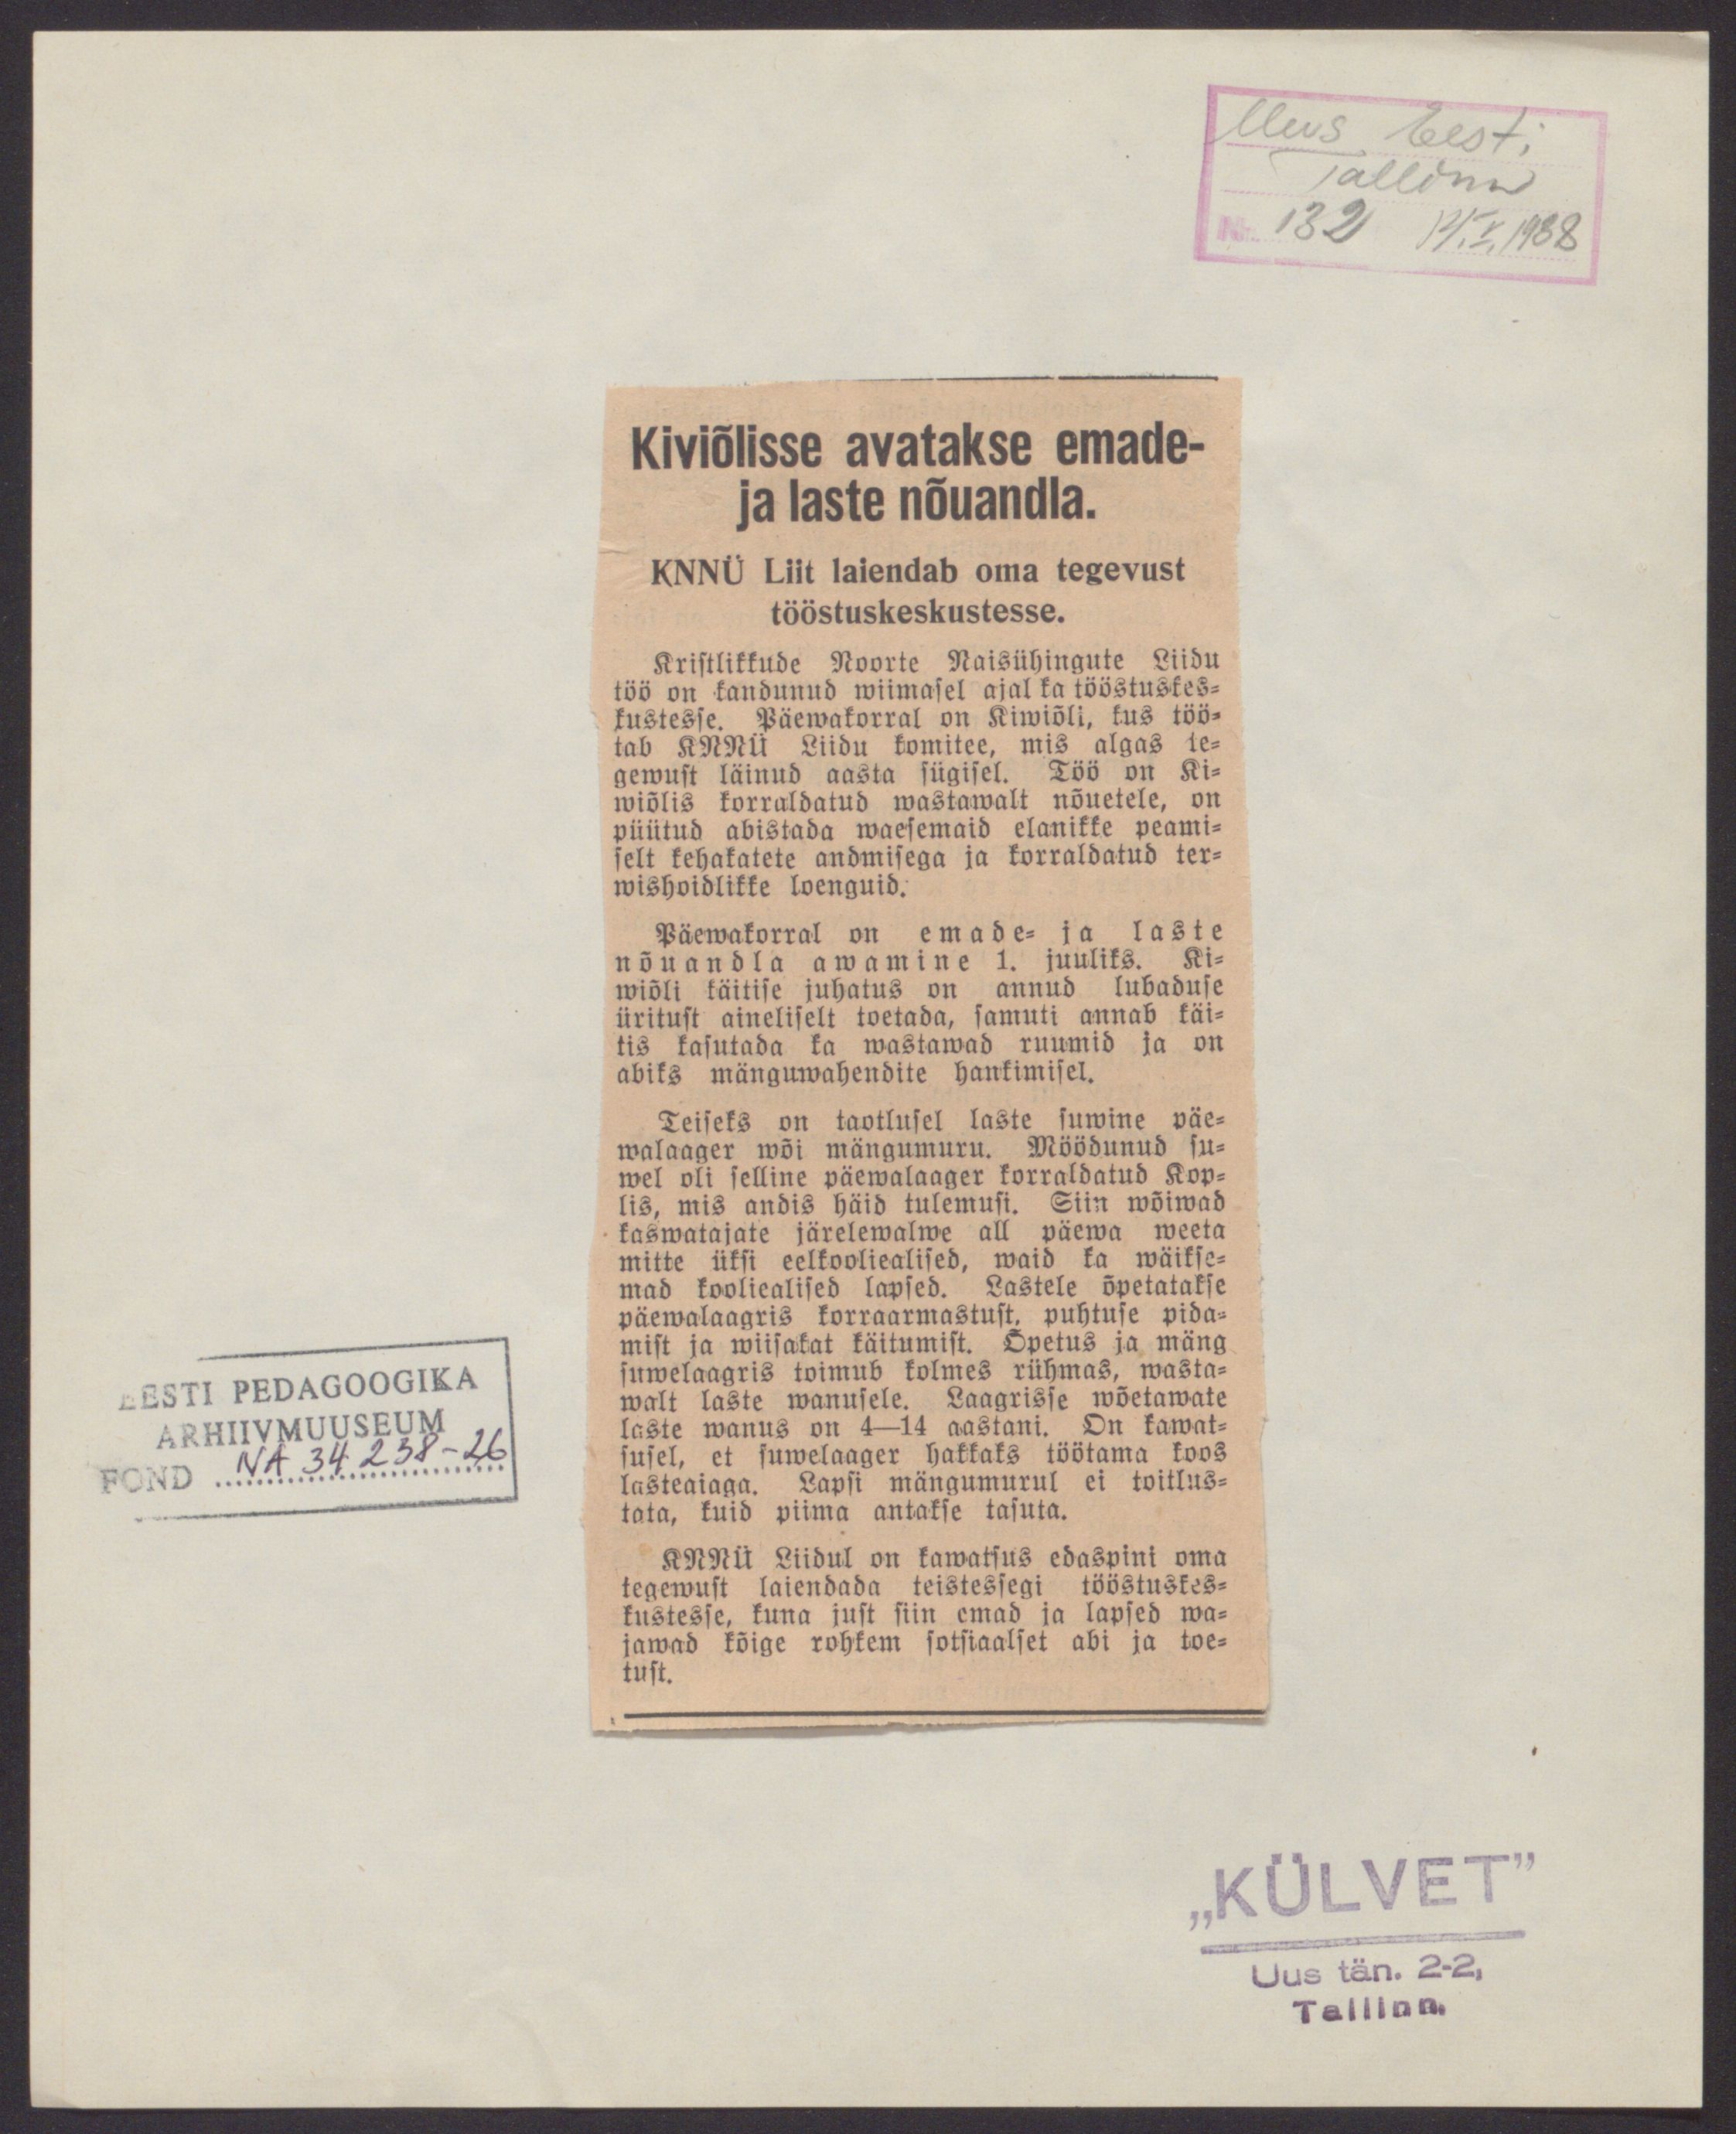 Uus Eesti
Tallinn
Nr. 132
Kiviõlisse avatakse emade-
ja laste nõuandla.
KNNÜ Liit laiendab oma tegevust
tööstuskeskustesse.
Kristlikkude Noorte Naisühingute Liidu
töö on kandunud wiimasel ajal ka tööstuskes-
kustesse. Päewakorral on Kiwiõli, kus töö-
tab KNNÜ Liidu komitee, mis algas te-
gewust läinud aasta sügisel. Töö on Ki-
wiõlis korraldatud wastawalt nõuetele, on
püütud abistada waesemaid elanikke peami-
selt kehakatete andmisega ja korraldatud ter-
wishoidlikke loenguid.
Päewakorral on emade- ja laste
nõuandla awamine 1. juuliks. Ki-
wiõli käitise juhatus on annud lubaduse
üritust aineliselt toetada, samuti annab käi-
tis kasutada ka wastawad ruumid ja on
abiks mänguwahendite hankimisel.
Teiseks on taotlusel laste suwine päe-
walaager wõi mängumuru. Möödunud su-
wel oli selline päewalaager korraldatud Kop-
lis, mis andis häid tulemusi. Siin wõiwad
kaswatajate järelewalwe all päewa weeta
mitte üksi eelkooliealised, waid ka wäikse-
mad kooliealised lapsed. Lastele õpetatakse
päewalaagris korraarmastust, puhtuse pida-
mist ja wiisakat käitumist. Õpetus ja mäng
suwelaagris toimub kolmes rühmas, wasta-
walt laste wanusele. Laagrisse wõetawate
laste wanus on 4—14 aastani. On kawat-
susel, et suwelaager hakkaks töötama koos
lasteaiaga. Lapsi mängumurul ei toitlus-
tata, kuid piima antakse tasuta.
KNNÜ Liidul on kawatsus edaspini oma
tegewust laiendada teistessegi tööstuskes-
kustesse, kuna just siin emad ja lapsed wa-
jawad kõige rohkem sotsiaalset abi ja toe-
tust.
EESTI PEDAGOOGIKA
ARHIIVMUUSEUM
FOND NA 34 238-26
„KÜLVET”
Uus tän. 2-2,
Tallinn.